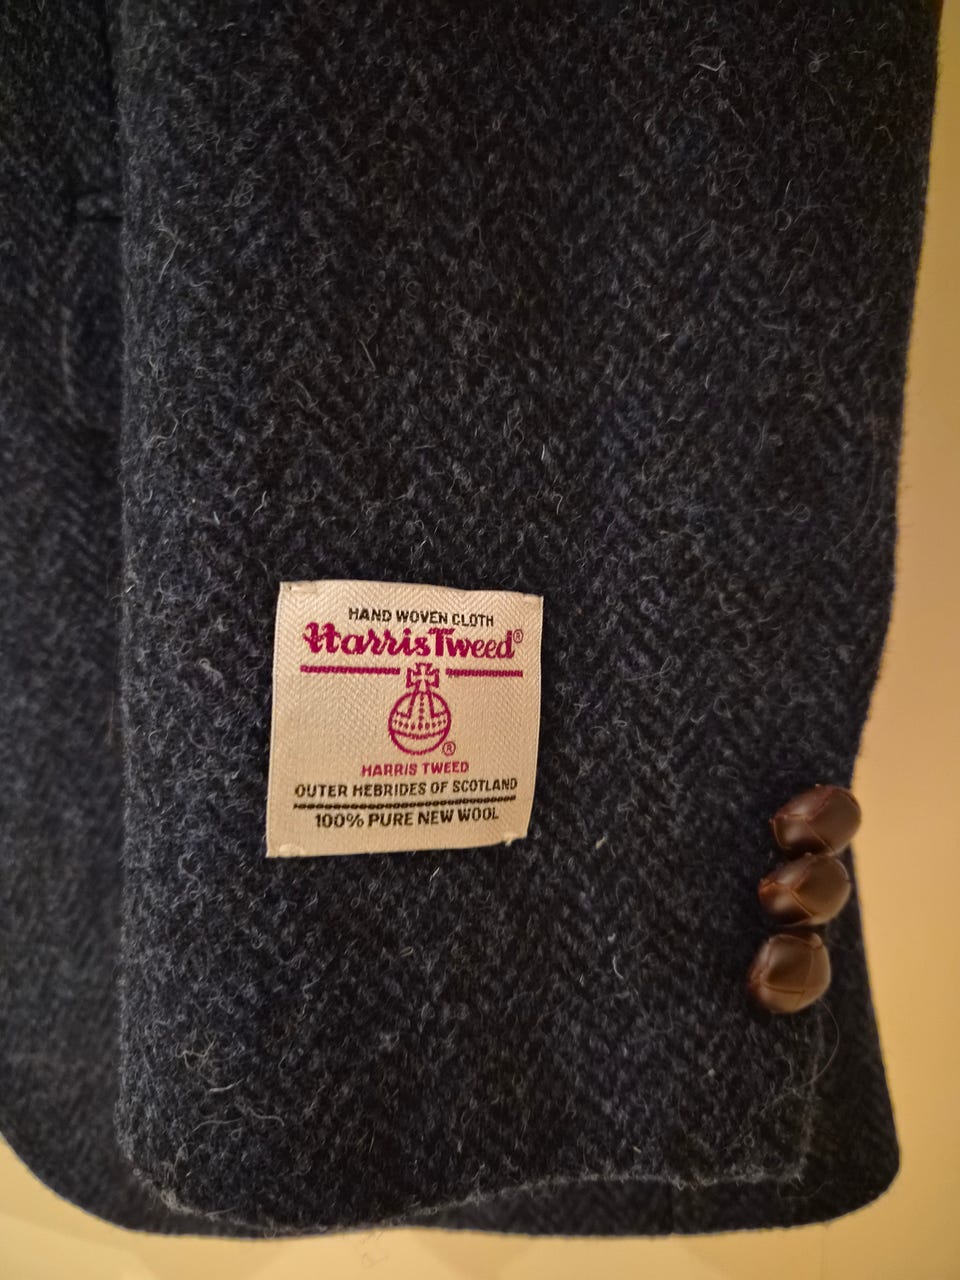 HAND WOVEN CLOTH
Harris Tweed®
®
HARRIS TWEED
OUTER HEBRIDES OF SCOTLAND
100% PURE NEW WOOL